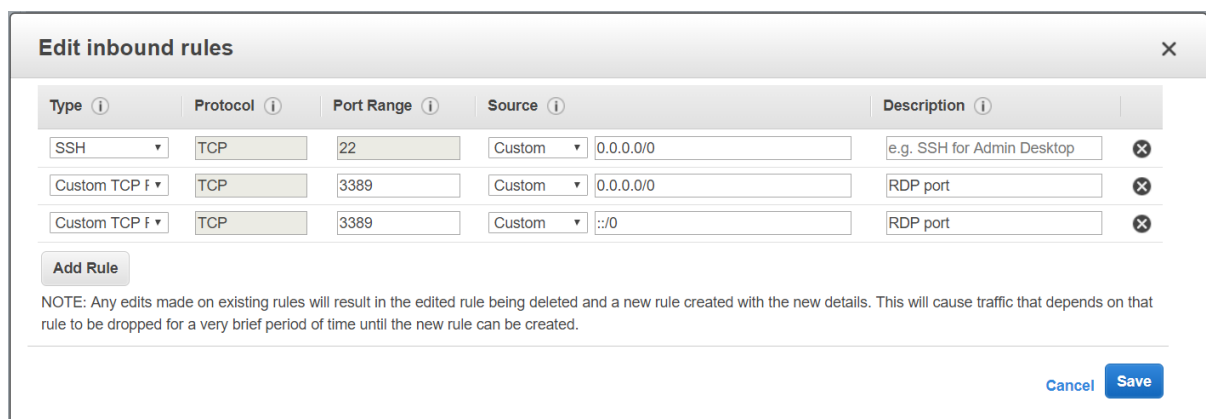 Edit inbound rules
Type Protocol Port Range Source Description
SSH TCP 22 Custom 0.0.0.0/0 e.g. SSH for Admin Desktop
Custom TCP F TCP 3389 Custom 0.0.0.0/0 RDP port
Custom TCP F TCP 3389 Custom ::/0 RDP port
Add Rule
NOTE: Any edits made on existing rules will result in the edited rule being deleted and a new rule created with the new details. This will cause traffic that depends on that
rule to be dropped for a very brief period of time until the new rule can be created.
Cancel Save